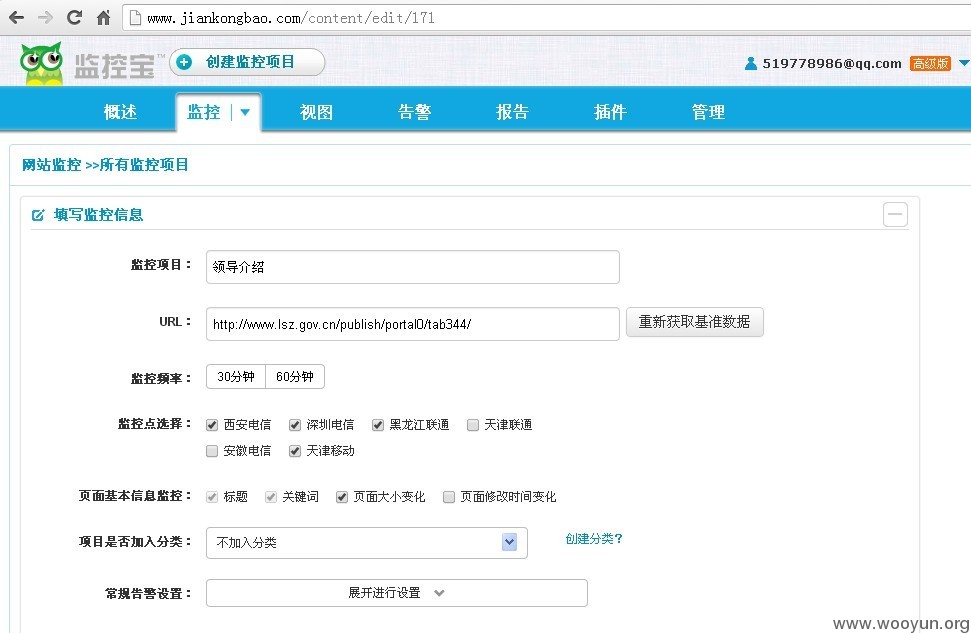 www.jiankongbao.com/content/edit/171
监控宝™ 创建监控项目 519778986@qq.com 高级版
概述 监控 视图 告警 报告 插件 管理
网站监控 >>所有监控项目
填写监控信息
监控项目： 领导介绍
URL： http://www.lsz.gov.cn/publish/portal0/tab344/ 重新获取基准数据
监控频率： 30分钟 60分钟
监控点选择： 西安电信 深圳电信 黑龙江联通 天津联通
安徽电信 天津移动
页面基本信息监控： 标题 关键词 页面大小变化 页面修改时间变化
项目是否加入分类： 不加入分类 创建分类?
常规告警设置： 展开进行设置
www.wooyun.org